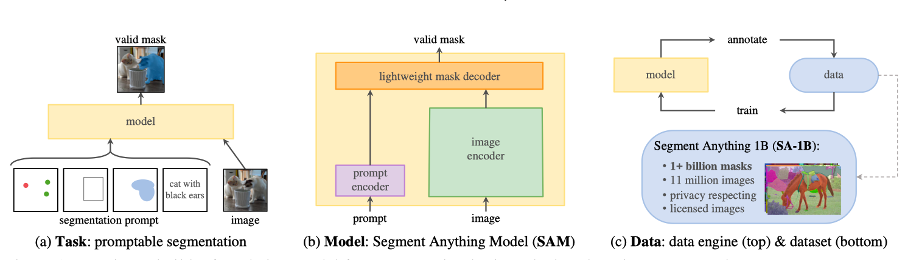 valid mask
model
cat with
black ears
segmentation prompt
image
(a) Task: promptable segmentation
valid mask
lightweight mask decoder
image
encoder
prompt
encoder
prompt
image
(b) Model: Segment Anything Model (SAM)
annotate
model
data
train
Segment Anything 1B (SA-1B):
• 1+ billion masks
• 11 million images
• privacy respecting
• licensed images
(c) Data: data engine (top) & dataset (bottom)